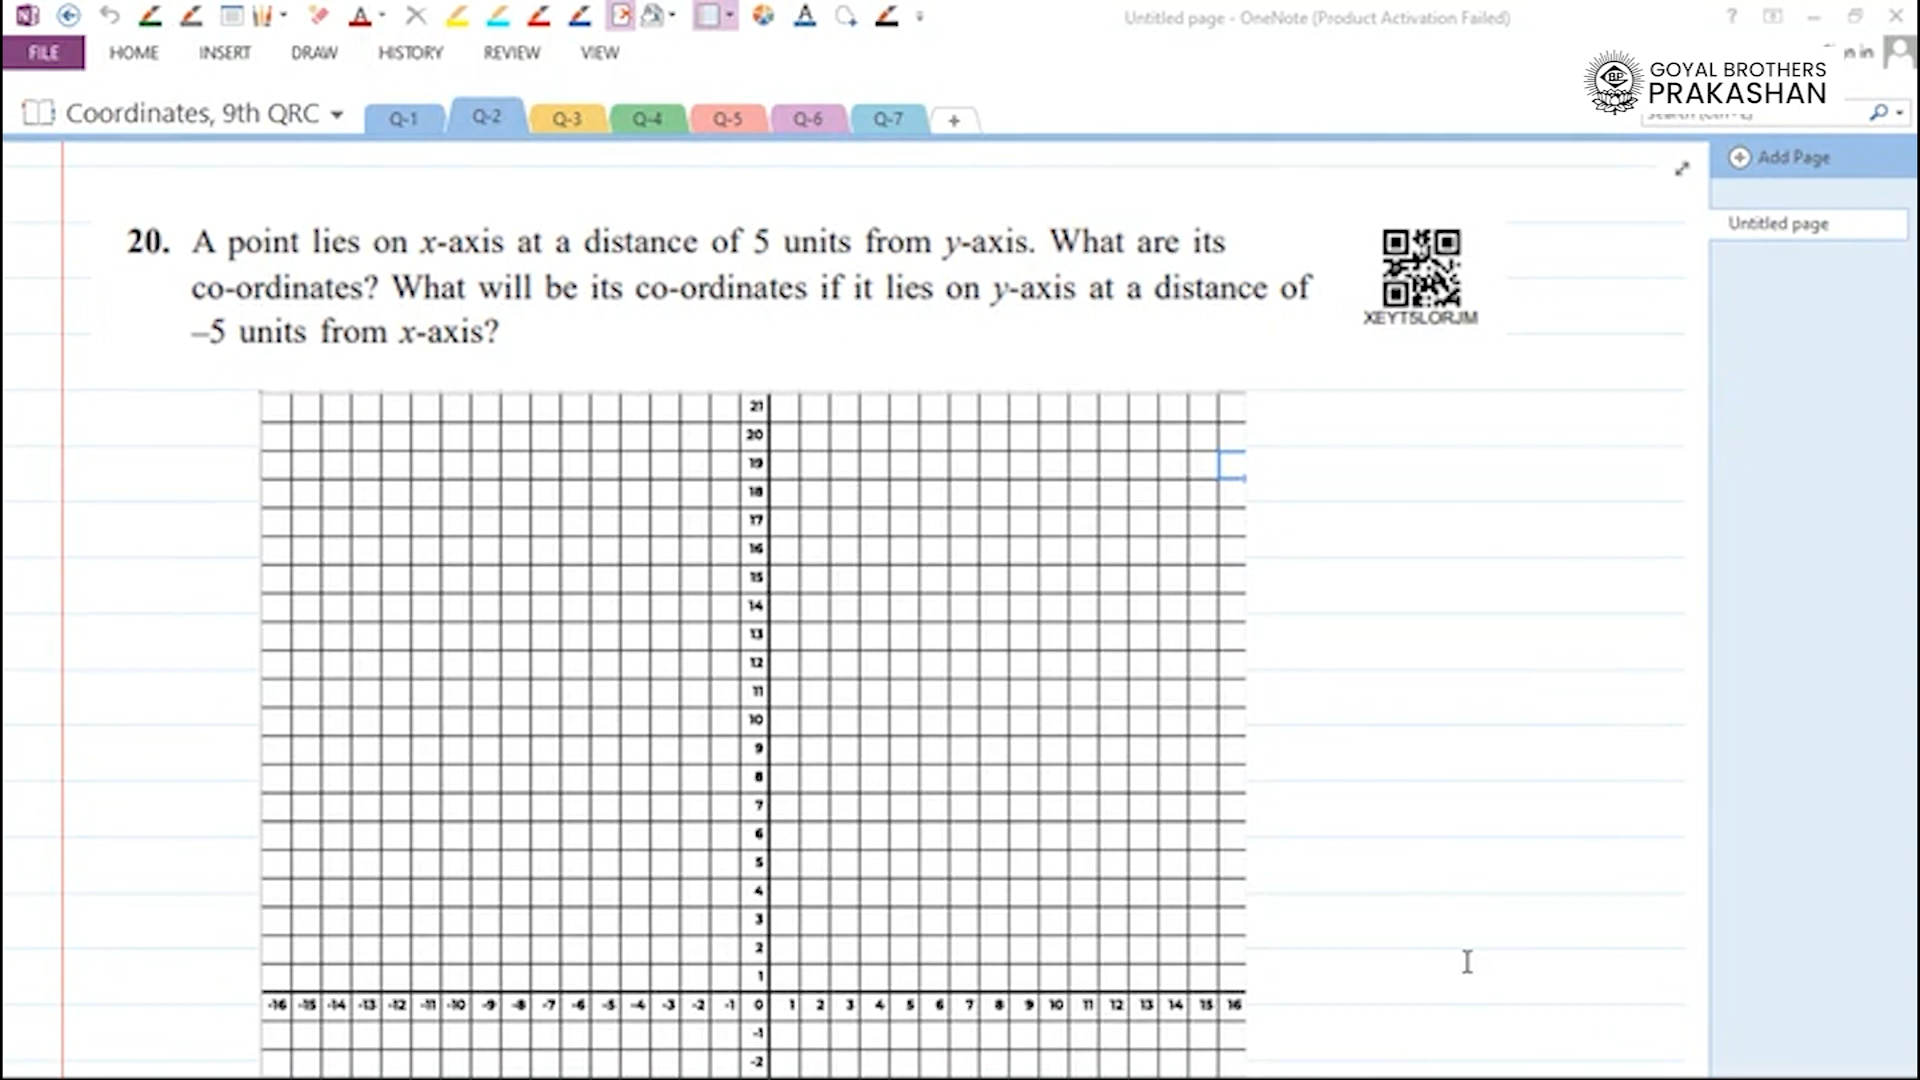 Untitled page - OneNote (Product Activation Failed)
?
FILE
HOME
INSERT
DRAW
HISTORY
REVIEW
VIEW
n in
GOYAL BROTHERS
PRAKASHAN
Coordinates, 9th QRC
Q-1
Q-2
Q-3
Q-4
Q-5
Q-6
Q-7
+
Search (Ctrl+E)
Add Page
Untitled page
20. A point lies on x-axis at a distance of 5 units from y-axis. What are its
co-ordinates? What will be its co-ordinates if it lies on y-axis at a distance of
–5 units from x-axis?
XEYT5LORJM
21
20
19
18
17
16
15
14
13
12
11
10
9
8
7
6
5
4
3
2
1
-16 -15 -14 -13 -12 -11 -10 -9 -8 -7 -6 -5 -4 -3 -2 -1 0 1 2 3 4 5 6 7 8 9 10 11 12 13 14 15 16
-1
-2